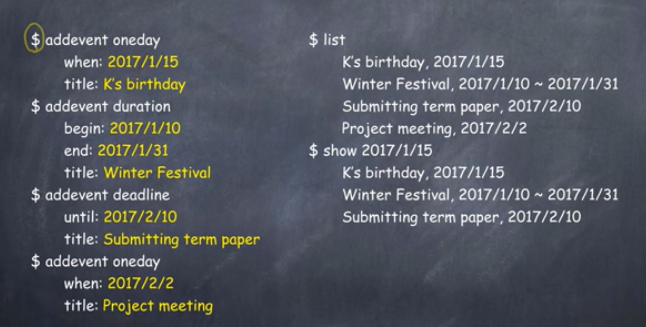 $ addevent oneday
when: 2017/1/15
title: K's birthday
$ addevent duration
begin: 2017/1/10
end: 2017/1/31
title: Winter Festival
$ addevent deadline
until: 2017/2/10
title: Submitting term paper
$ addevent oneday
when: 2017/2/2
title: Project meeting
$ list
K's birthday, 2017/1/15
Winter Festival, 2017/1/10 ~ 2017/1/31
Submitting term paper, 2017/2/10
Project meeting, 2017/2/2
$ show 2017/1/15
K's birthday, 2017/1/15
Winter Festival, 2017/1/10 ~ 2017/1/31
Submitting term paper, 2017/2/10